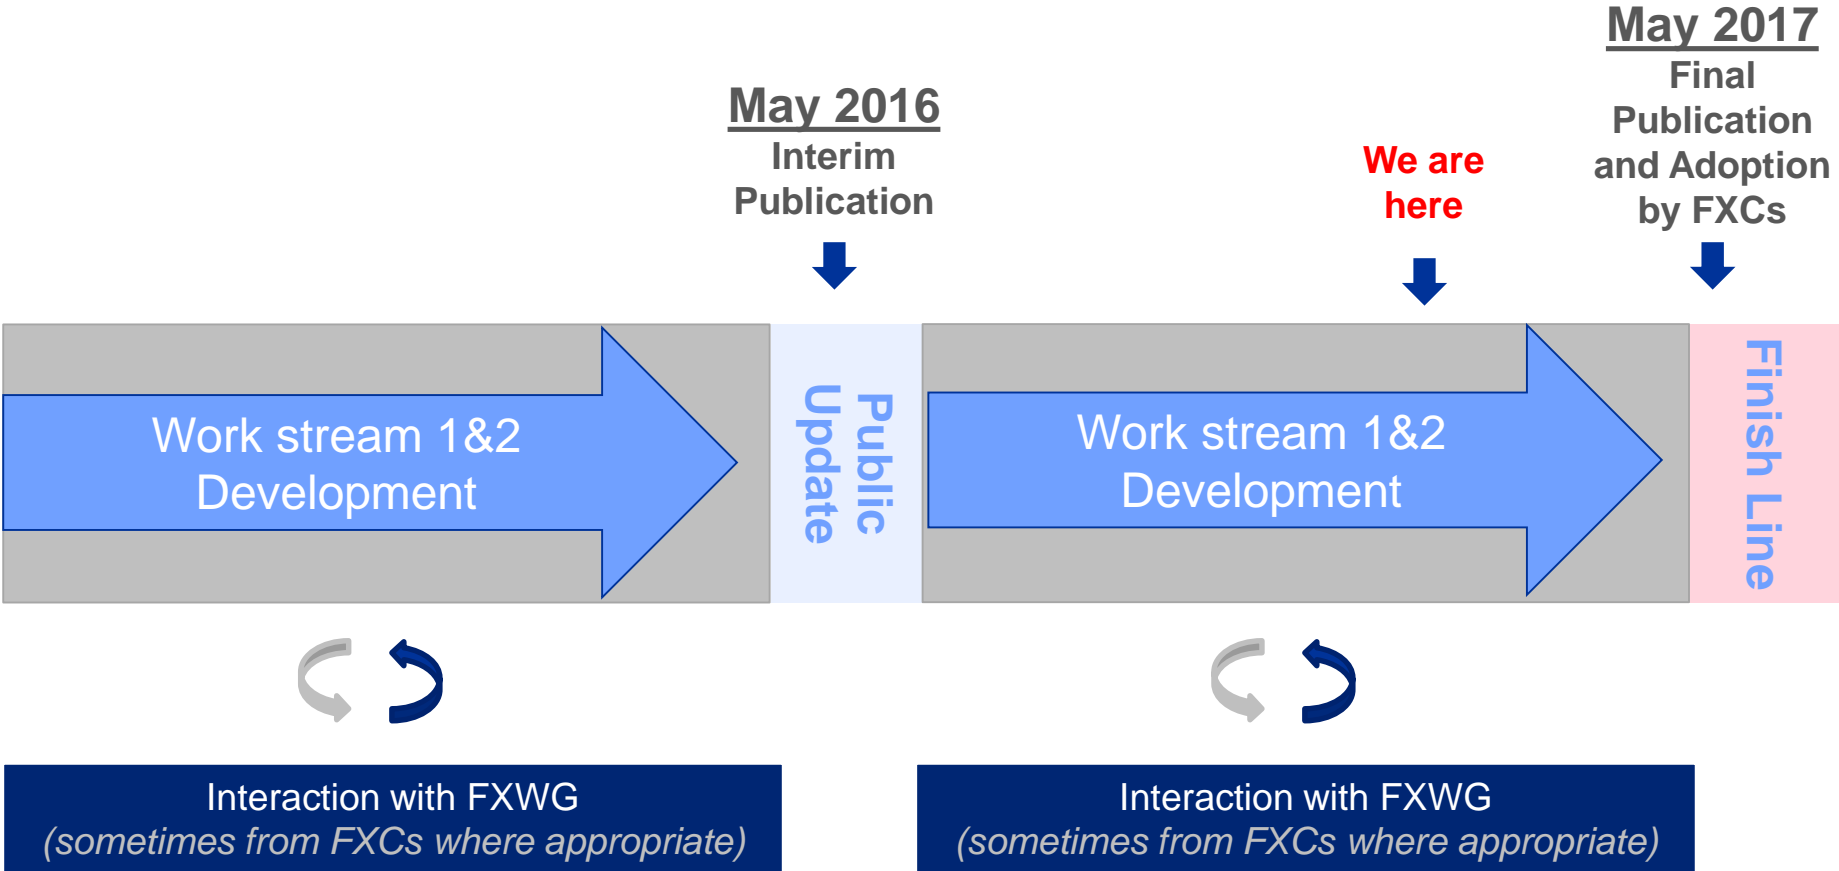 May 2016
Interim
Publication
We are
here
May 2017
Final
Publication
and Adoption
by FXCs
Work stream 1&2
Development
Public
Update
Work stream 1&2
Development
Finish Line
Interaction with FXWG
(sometimes from FXCs where appropriate)
Interaction with FXWG
(sometimes from FXCs where appropriate)